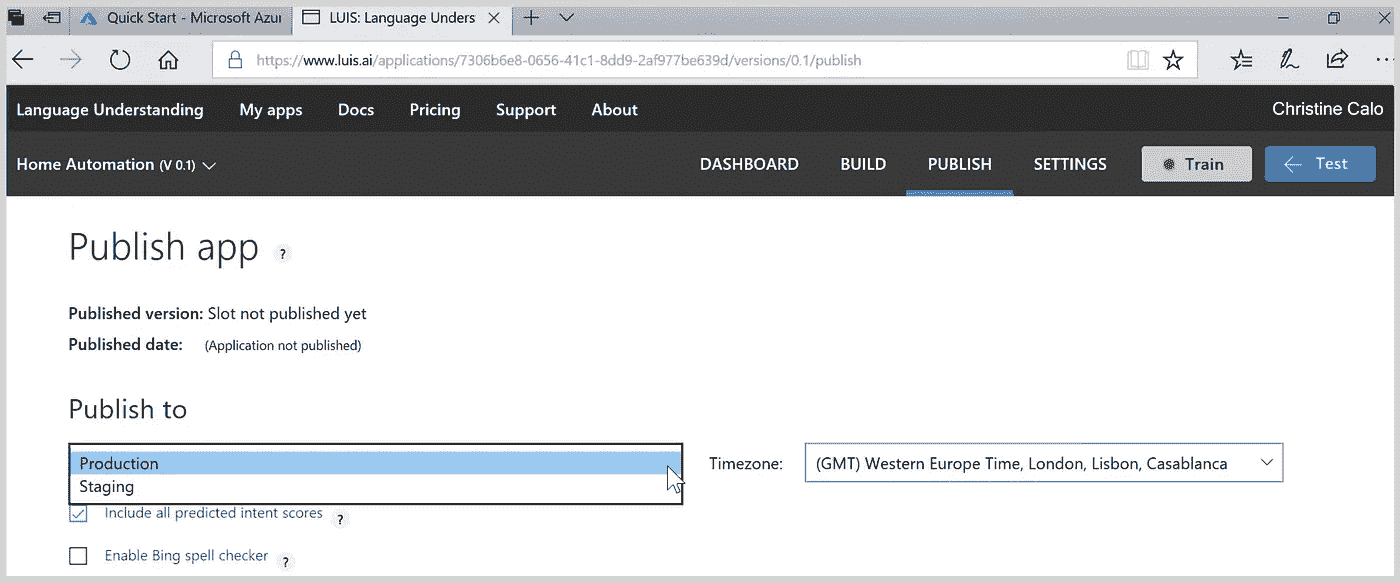 Quick Start - Microsoft Azur
LUIS: Language Unders
https://www.luis.ai/applications/7306b6e8-0656-41c1-8dd9-2af977be639d/versions/0.1/publish
Language Understanding My apps Docs Pricing Support About Christine Calo
Home Automation (V 0.1) DASHBOARD BUILD PUBLISH SETTINGS Train Test
Publish app ?
Published version: Slot not published yet
Published date: (Application not published)
Publish to
Production Timezone: (GMT) Western Europe Time, London, Lisbon, Casablanca
Staging
Include all predicted intent scores ?
Enable Bing spell checker ?